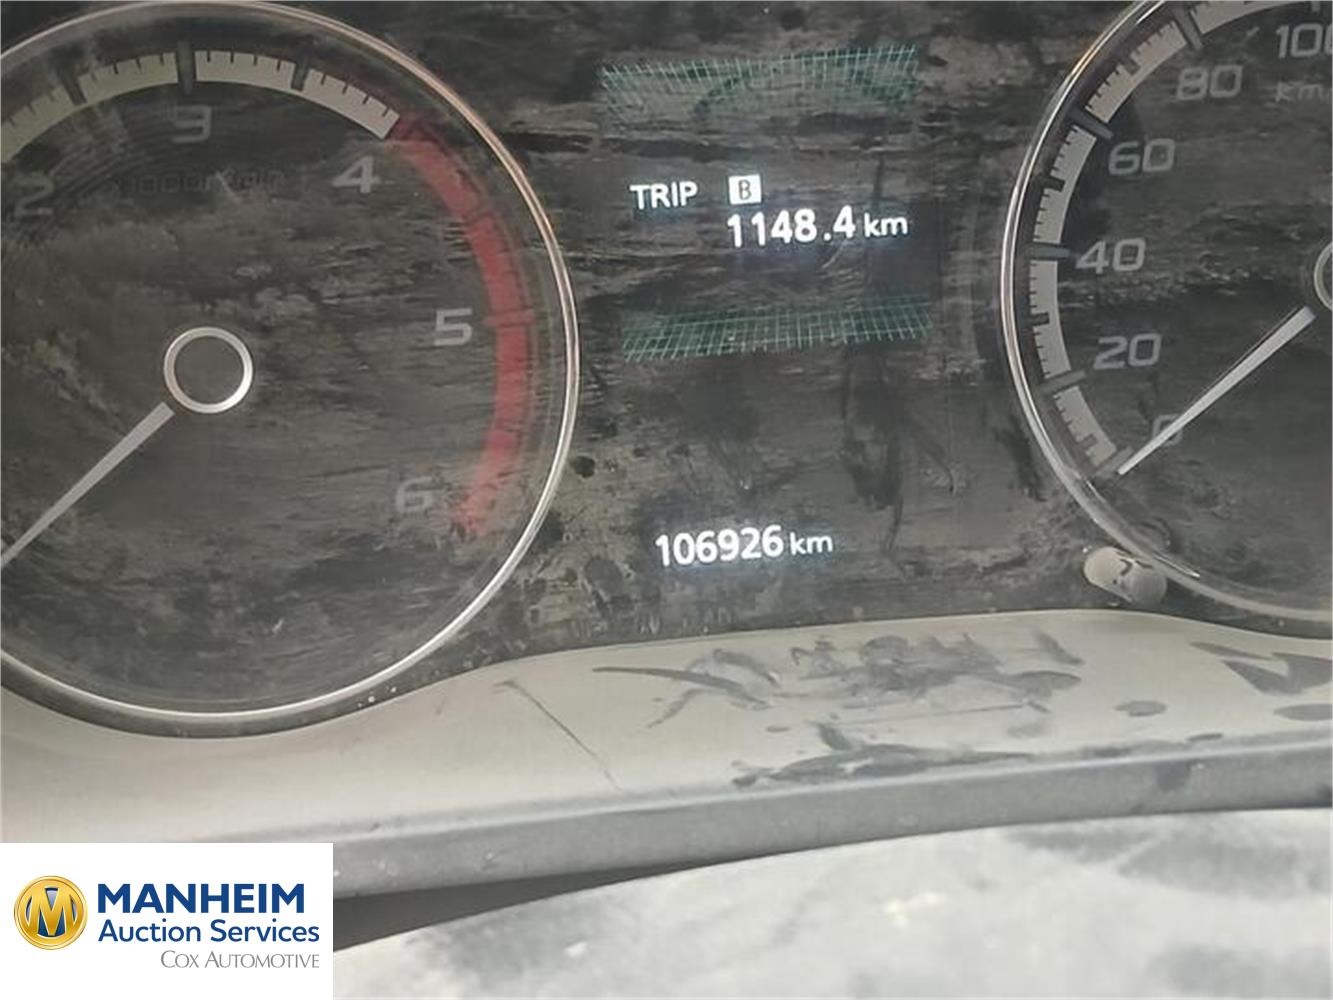 2
3
4
5
6
TRIP B
1148.4 km
106926 km
100
80
60
40
20
0
MANHEIM
Auction Services
COX AUTOMOTIVE